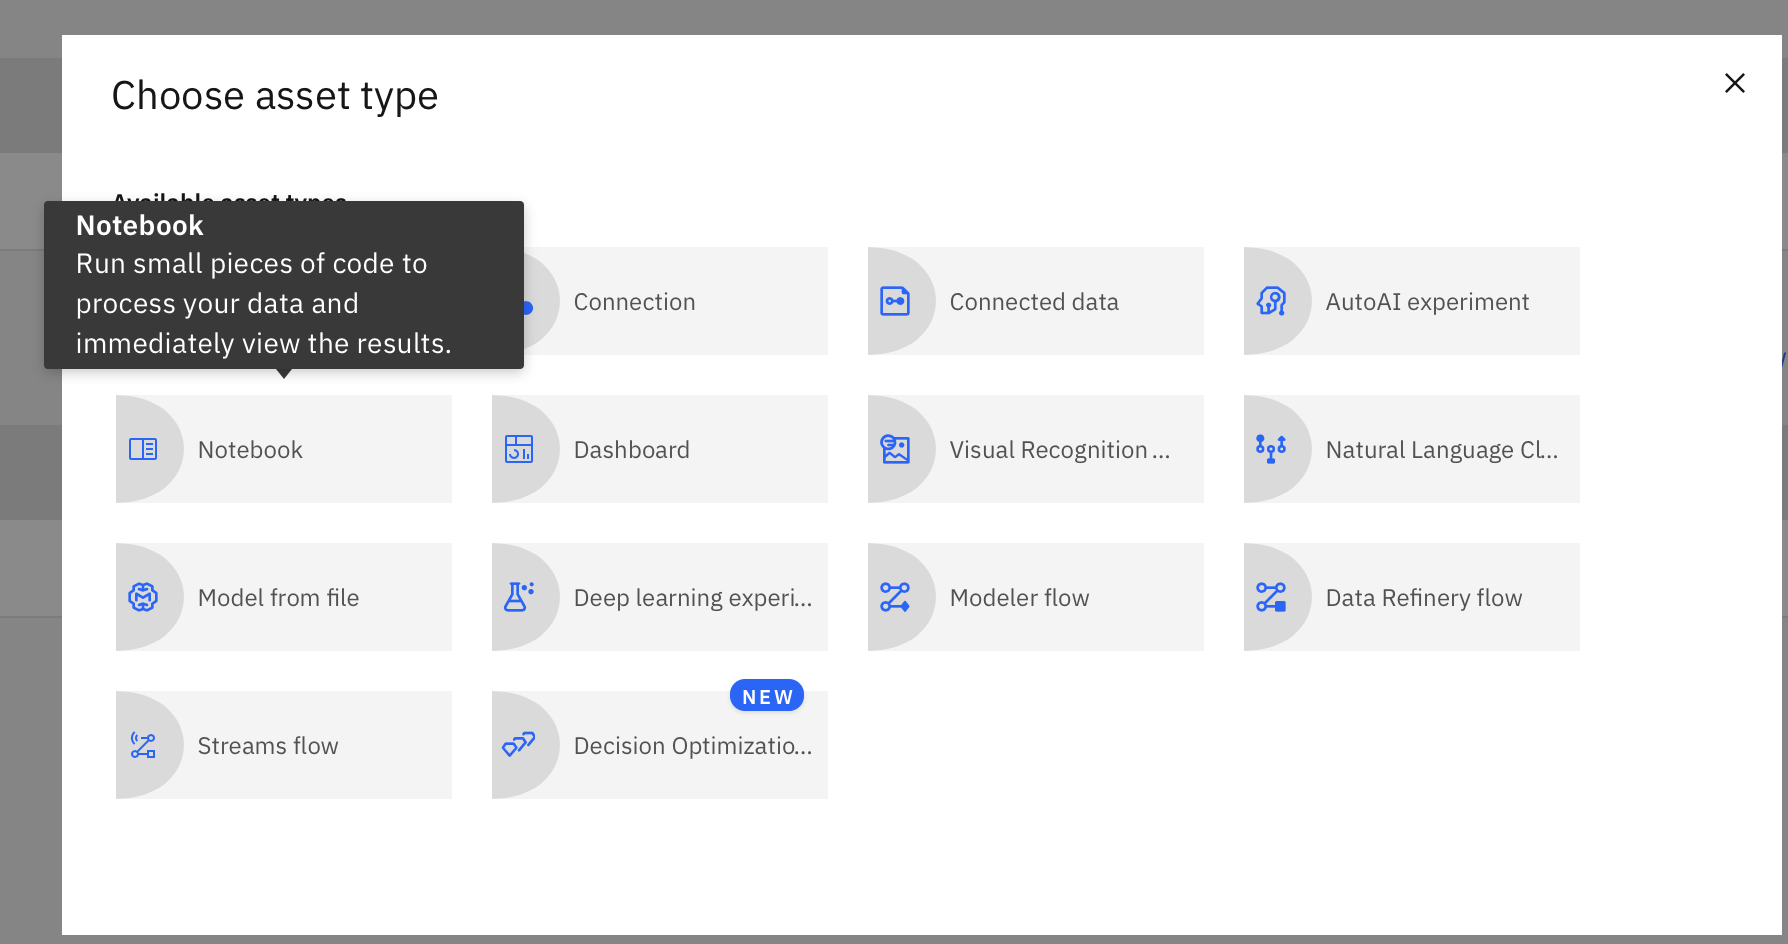 Choose asset type
Available asset types
Notebook
Run small pieces of code to
process your data and
immediately view the results.
Connection
Connected data
AutoAI experiment
Notebook
Dashboard
Visual Recognition ...
Natural Language Cl...
Model from file
Deep learning experi...
Modeler flow
Data Refinery flow
NEW
Streams flow
Decision Optimizatio...